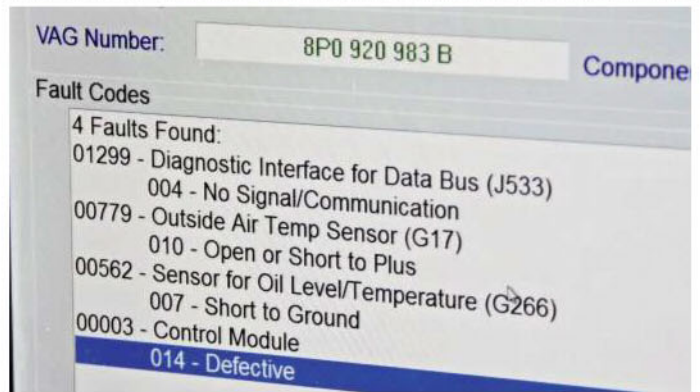 VAG Number: 8P0 920 983 B
Fault Codes
4 Faults Found:
01299 - Diagnostic Interface for Data Bus (J533)
004 - No Signal/Communication
00779 - Outside Air Temp Sensor (G17)
010 - Open or Short to Plus
00562 - Sensor for Oil Level/Temperature (G266)
007 - Short to Ground
00003 - Control Module
014 - Defective